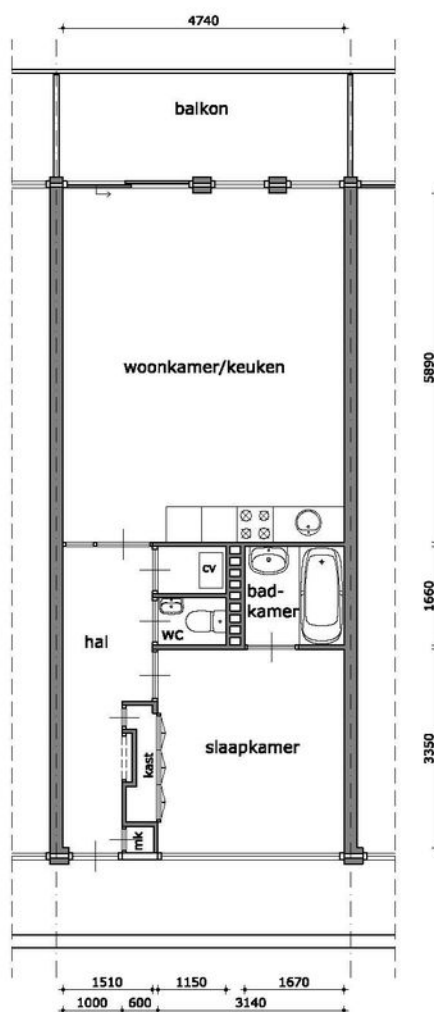 4740
balkon
woonkamer/keuken
5890
cv
bad-
kamer
wc
1660
hal
slaapkamer
kast
3350
mk
1510 1150 1670
1000 600 3140